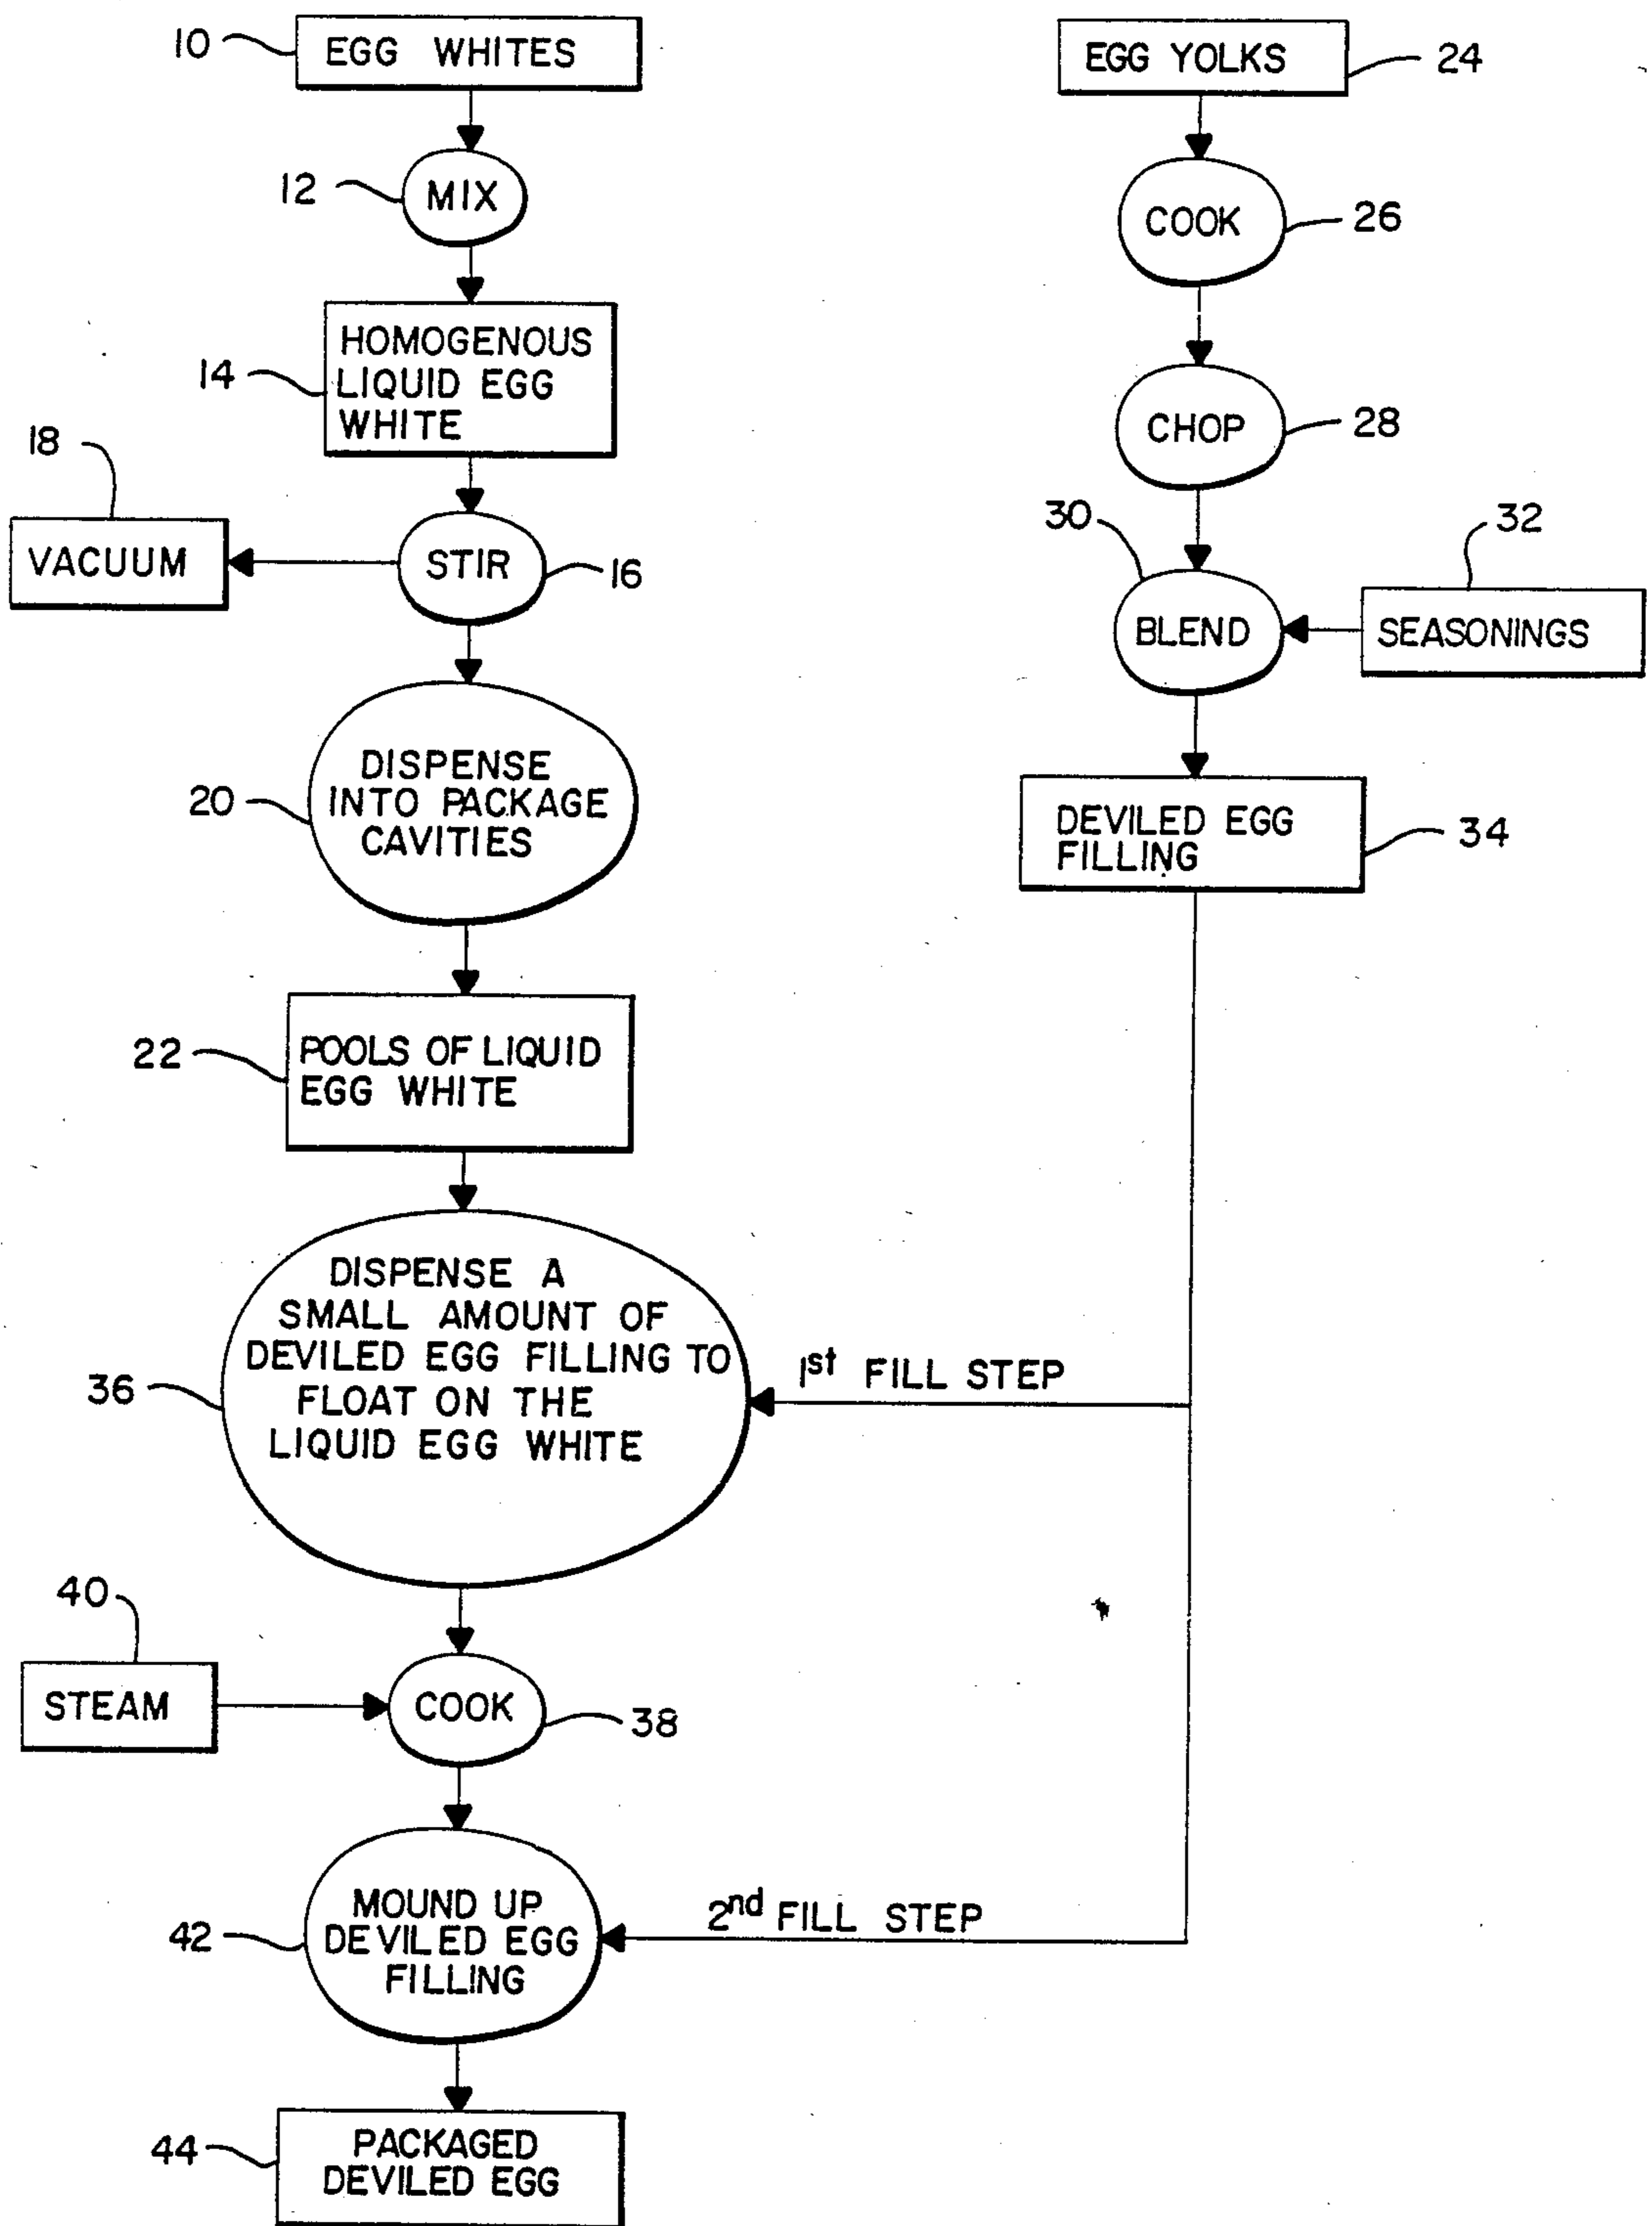 10
EGG WHITES
12
MIX
14
HOMOGENOUS
LIQUID EGG
WHITE
18
VACUUM
STIR
16
20
DISPENSE
INTO PACKAGE
CAVITIES
22
POOLS OF LIQUID
EGG WHITE
36
DISPENSE A
SMALL AMOUNT OF
DEVILED EGG FILLING TO
FLOAT ON THE
LIQUID EGG WHITE
40
STEAM
COOK
38
42
MOUND UP
DEVILED EGG
FILLING
44
PACKAGED
DEVILED EGG
EGG YOLKS
24
COOK
26
CHOP
28
30
BLEND
32
SEASONINGS
DEVILED EGG
FILLING
34
1st FILL STEP
2nd FILL STEP